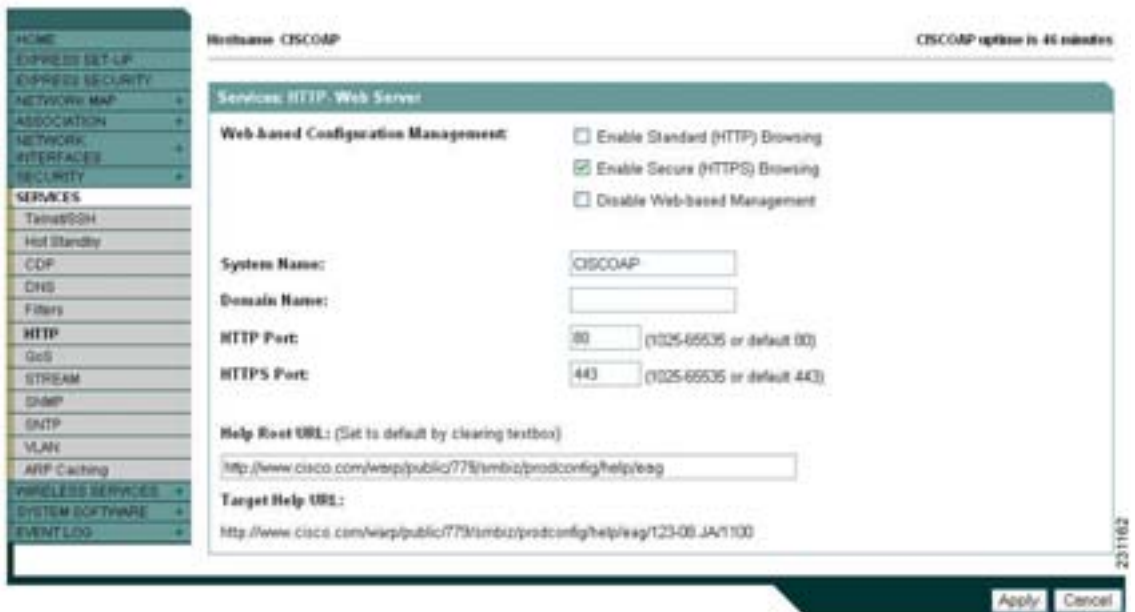 HOME
EXPRESS SET-UP
EXPRESS SECURITY
NETWORK MAP +
ASSOCIATION +
NETWORK
INTERFACES +
SECURITY +
SERVICES
Telnet/SSH
Hot Standby
CDP
DNS
Filters
HTTP
QoS
STREAM
SNMP
SNTP
VLAN
ARP Caching
WIRELESS SERVICES +
SYSTEM SOFTWARE +
EVENT LOG +
Hostname CISCOAP
CISCOAP uptime is 46 minutes
Services: HTTP- Web Server
Web-based Configuration Management:
Enable Standard (HTTP) Browsing
Enable Secure (HTTPS) Browsing
Disable Web-based Management
System Name: CISCOAP
Domain Name:
HTTP Port: 80 (1025-65535 or default 80)
HTTPS Port: 443 (1025-65535 or default 443)
Help Root URL: (Set to default by clearing textbox)
http://www.cisco.com/warp/public/779/smbiz/prodconfig/help/eag
Target Help URL:
http://www.cisco.com/warp/public/779/smbiz/prodconfig/help/eag/123-08.JA/1100
231162
Apply Cancel